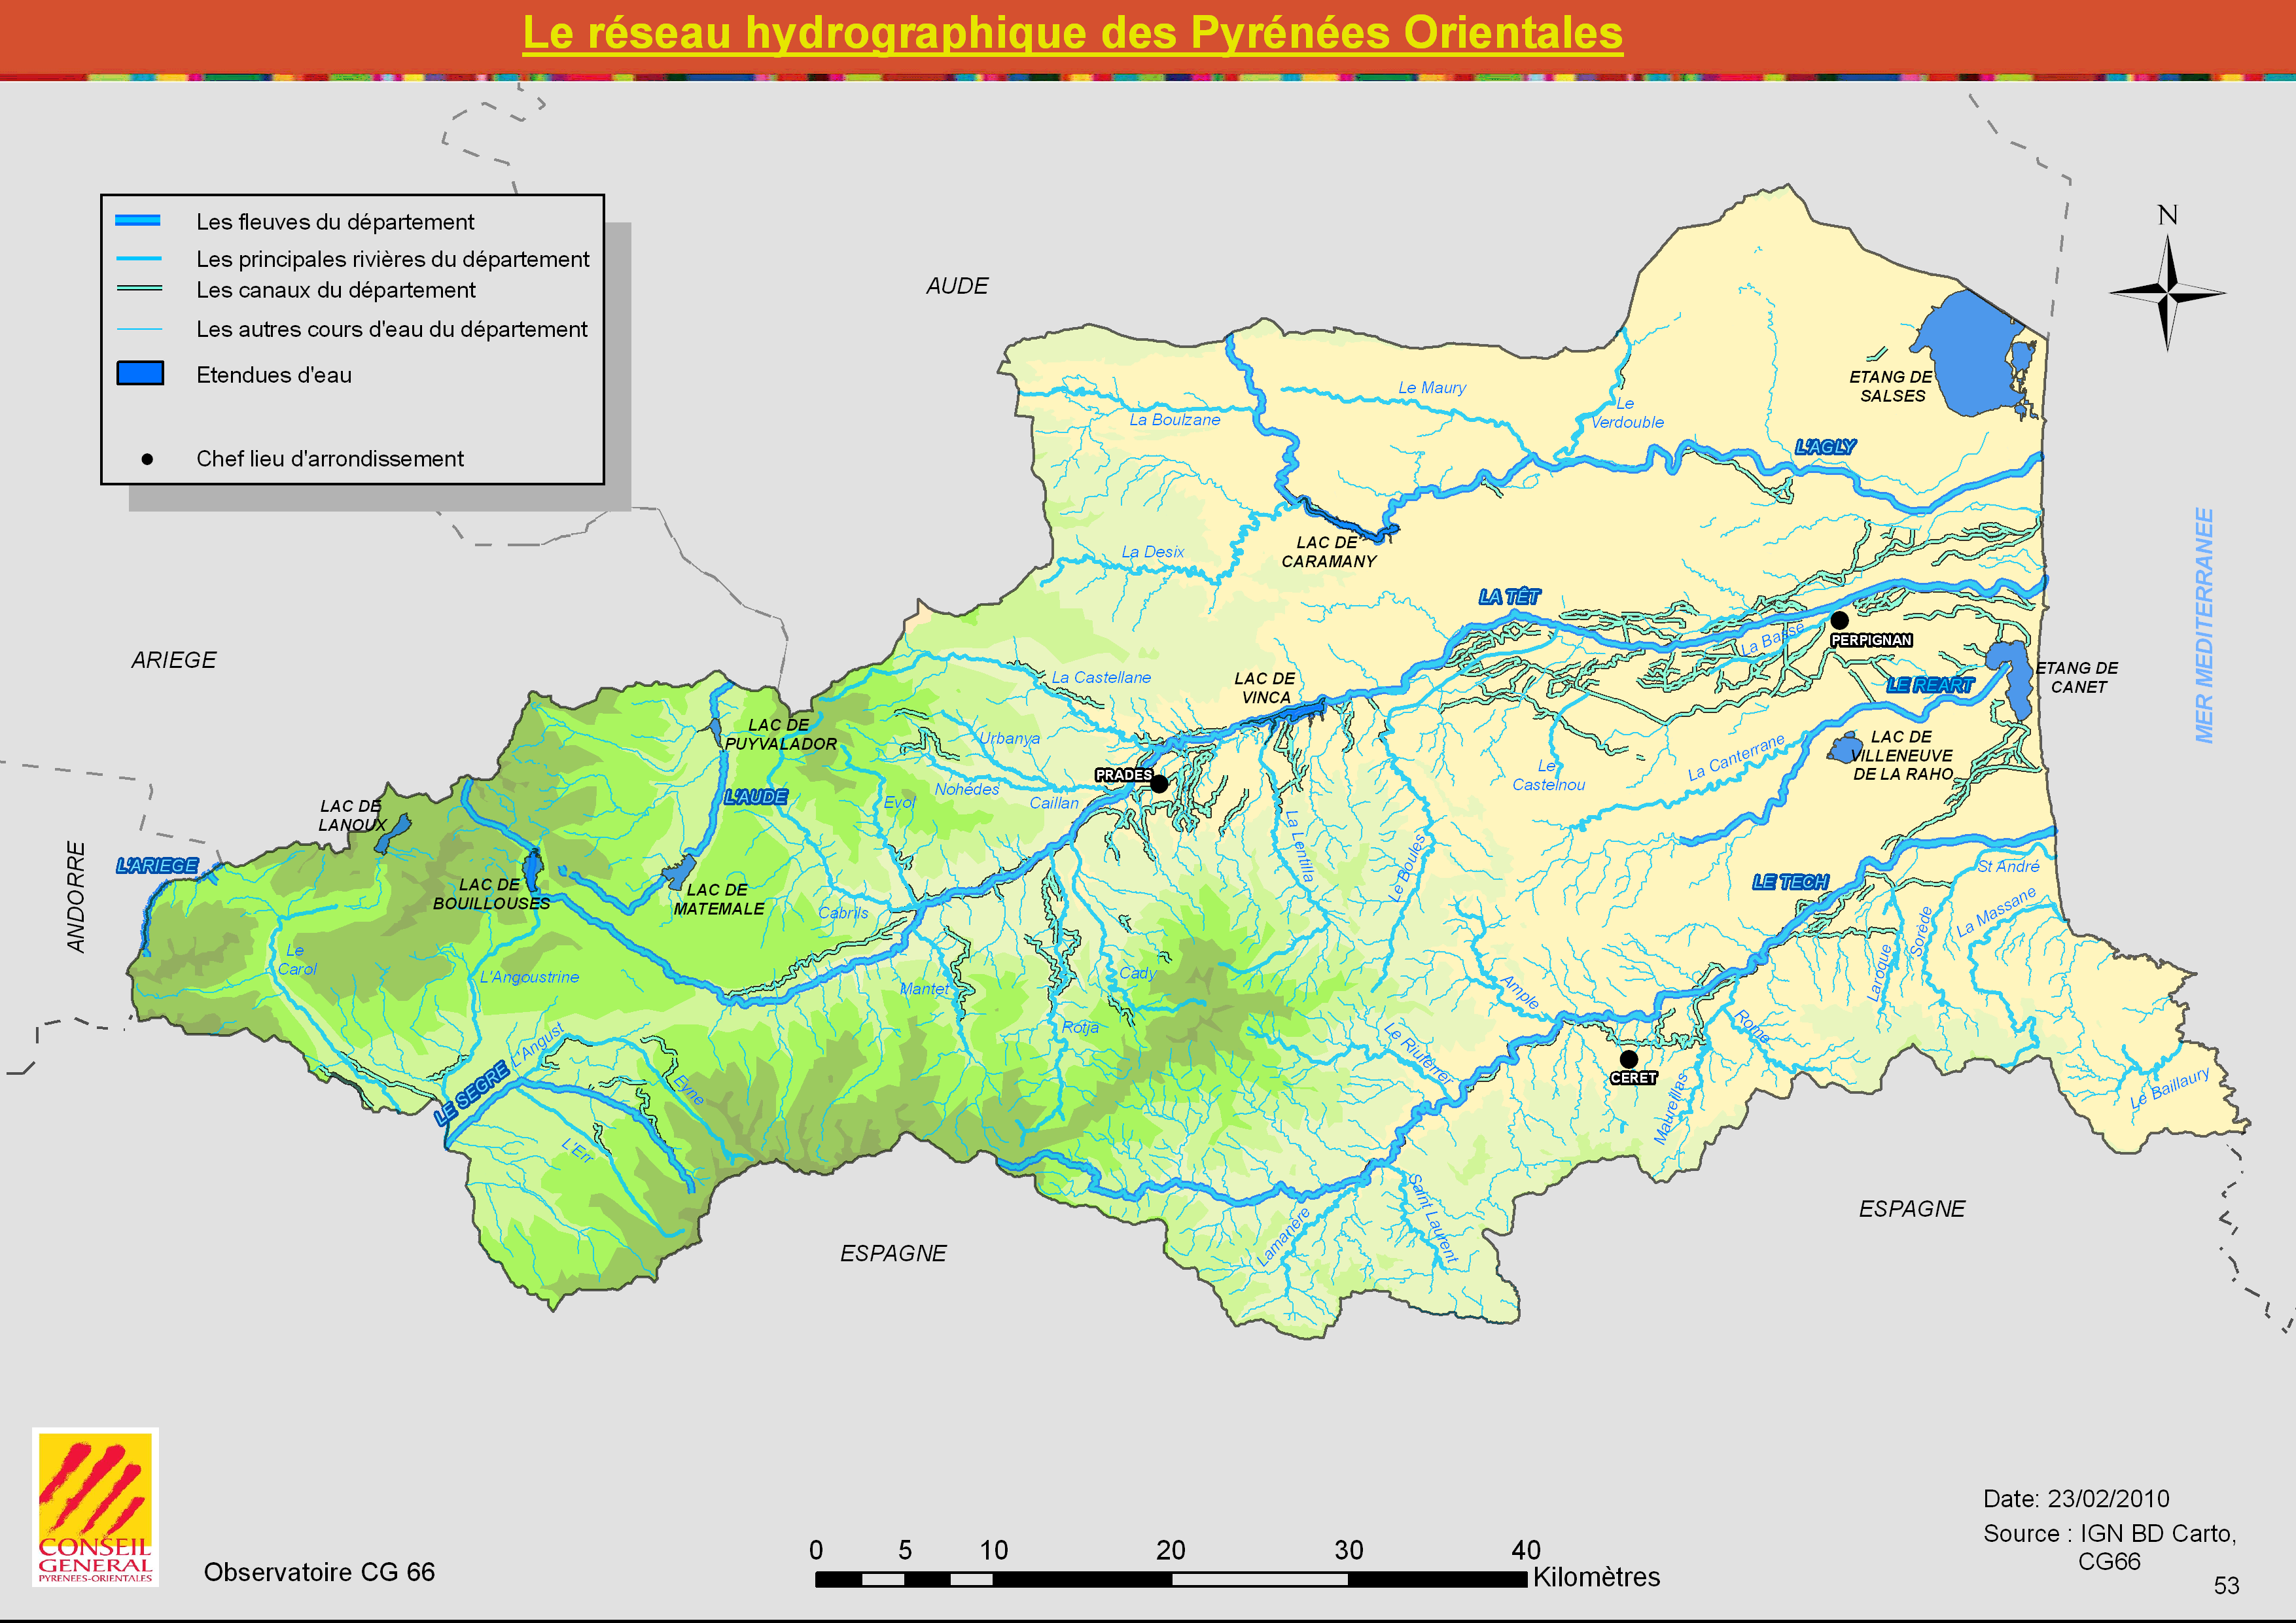 Le réseau hydrographique des Pyrénées Orientales
Les fleuves du département
Les principales rivières du département
Les canaux du département
Les autres cours d'eau du département
Etendues d'eau
Chef lieu d'arrondissement
N
AUDE
ARIEGE
ANDORRE
ESPAGNE
ESPAGNE
MER MEDITERRANEE
ETANG DE
SALSES
L'AGLY
Le Maury
Le
Verdouble
La Boulzane
La Desix
LAC DE
CARAMANY
LA TÊT
La Basse
PERPIGNAN
ETANG DE
CANET
LE REART
LAC DE
VILLENEUVE
DE LA RAHO
La Canterrane
Le
Castelnou
LAC DE
VINCA
La Castellane
Urbanya
Nohédes
Caillan
PRADES
Evol
LAC DE
PUYVALADOR
L'AUDE
LAC DE
LANOUX
L'ARIEGE
LAC DE
BOUILLOUSES
LAC DE
MATEMALE
Cabrils
La Lentilla
Le Boules
LE TECH
St André
La Massane
Sorède
Laroque
Le
Carol
L'Angoustrine
Mantet
Cady
Rotja
Ample
Rome
Le Riuferrer
CERET
Maureillas
Le Baillaury
LE SEGRE
L'Angust
Eyne
L'Err
Lamanère
Saint Laurent
CONSEIL
GENERAL
PYRENEES-ORIENTALES
Observatoire CG 66
0 5 10 20 30 40
Kilomètres
Date: 23/02/2010
Source : IGN BD Carto,
CG66
53